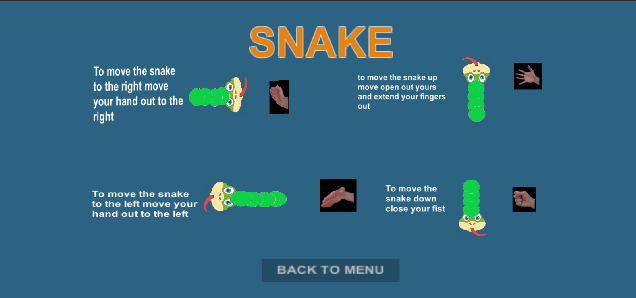 SNAKE
To move the snake
to the right move
your hand out to the
right
to move the snake up
move open out yours
and extend your fingers
out
To move the snake
to the left move your
hand out to the left
To move the
snake down
close your fist
BACK TO MENU